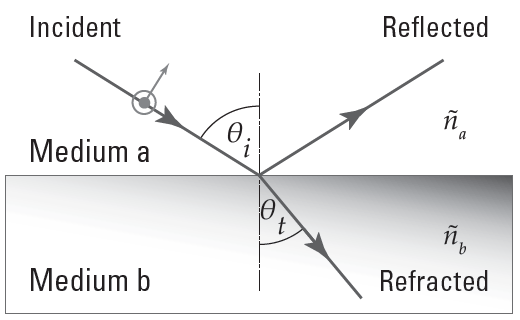 Incident
Reflected
θi
ña
Medium a
θt
ñb
Medium b
Refracted